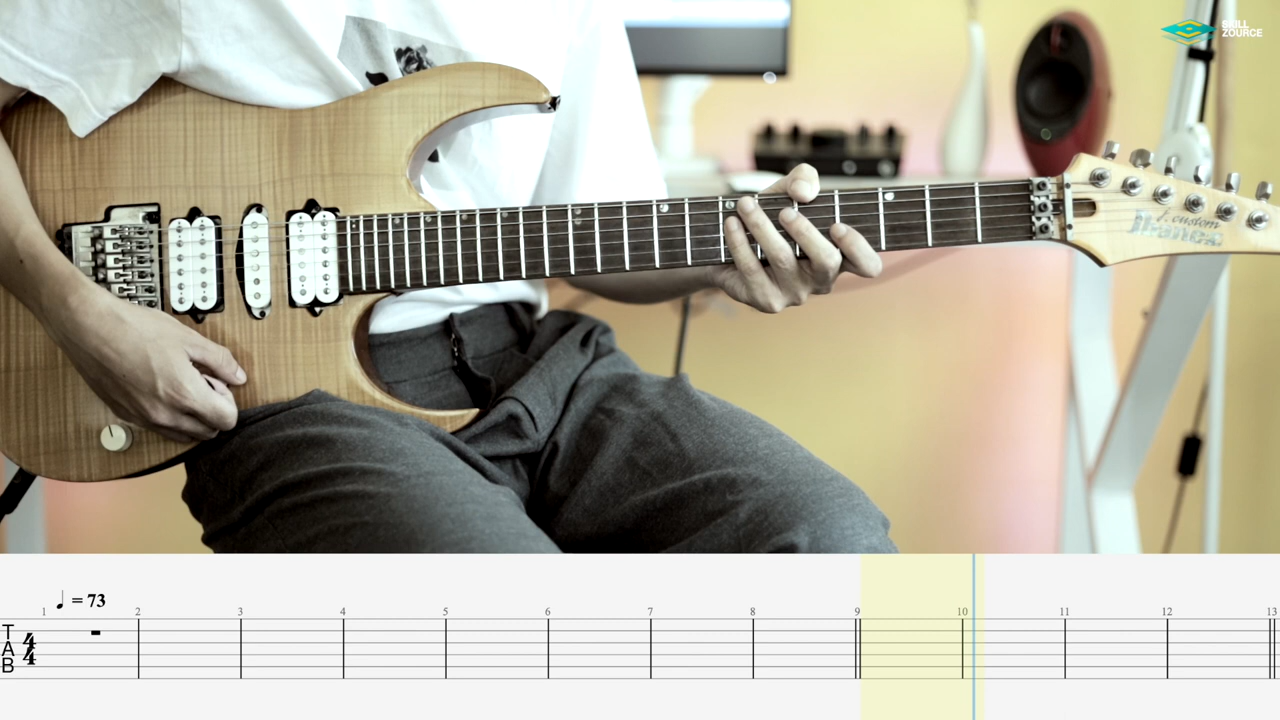 SKILL
ZOURCE
j. custom
Ibanez
♩ = 73
1 2 3 4 5 6 7 8 9 10 11 12 13
T
A
B
4
4